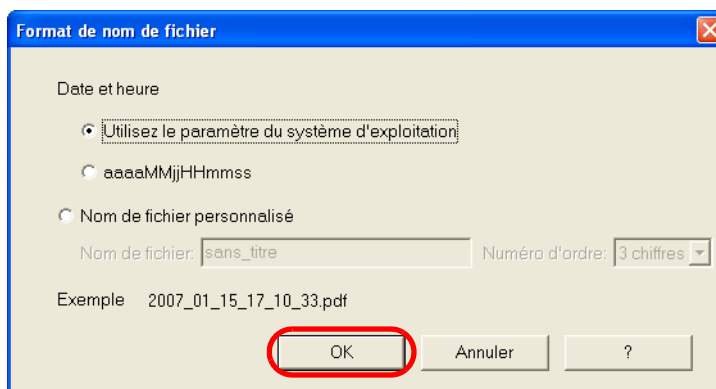 Format de nom de fichier
Date et heure
Utilisez le paramètre du système d'exploitation
aaaaMMjjHHmmss
Nom de fichier personnalisé
Nom de fichier: sans_titre Numéro d'ordre: 3 chiffres
Exemple 2007_01_15_17_10_33.pdf
OK Annuler ?